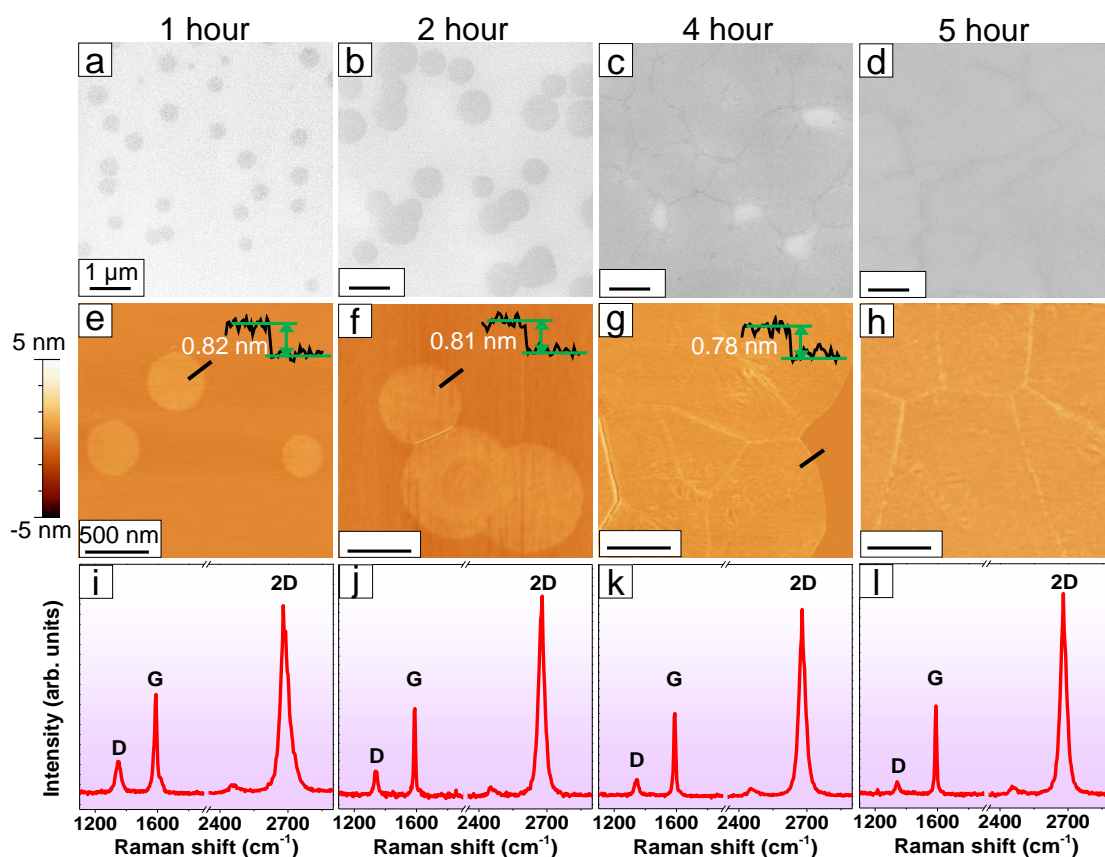 1 hour 2 hour 4 hour 5 hour
a b c d
1 μm
e f g h
5 nm
0.82 nm 0.81 nm 0.78 nm
-5 nm
500 nm
i j k l
2D 2D 2D 2D
G G G G
D D D D
Intensity (arb. units)
1200 1600 2400 2700 1200 1600 2400 2700 1200 1600 2400 2700 1200 1600 2400 2700
Raman shift (cm⁻¹) Raman shift (cm⁻¹) Raman shift (cm⁻¹) Raman shift (cm⁻¹)